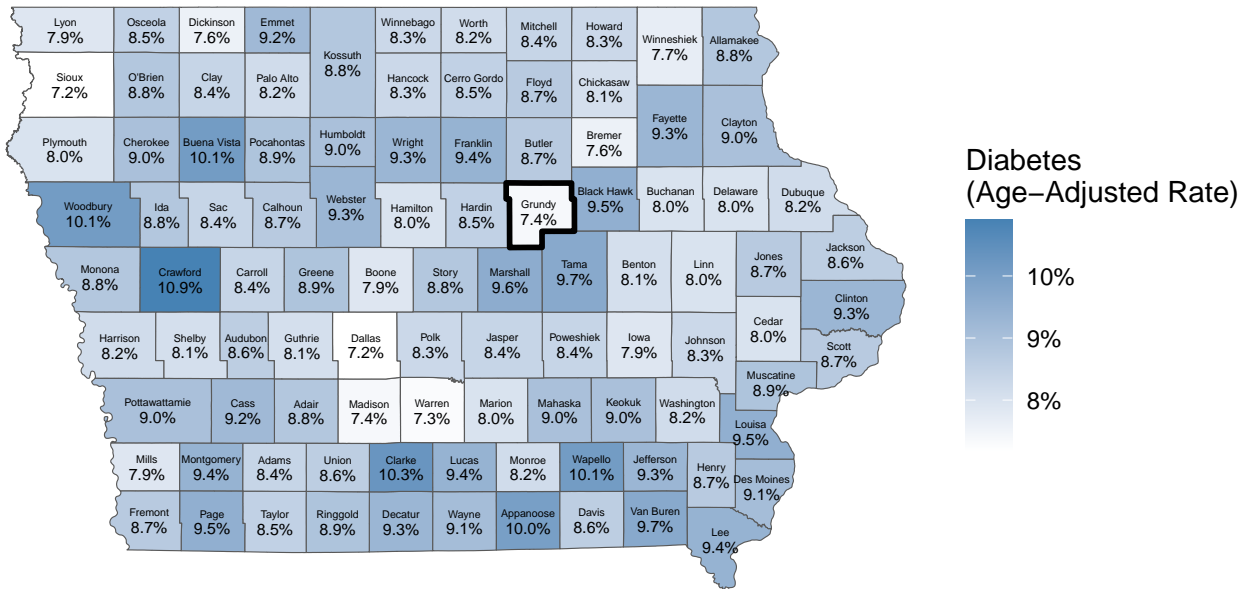 Lyon
7.9%
Osceola
8.5%
Dickinson
7.6%
Emmet
9.2%
Kossuth
8.8%
Winnebago
8.3%
Worth
8.2%
Mitchell
8.4%
Howard
8.3%
Winneshiek
7.7%
Allamakee
8.8%
Sioux
7.2%
O'Brien
8.8%
Clay
8.4%
Palo Alto
8.2%
Hancock
8.3%
Cerro Gordo
8.5%
Floyd
8.7%
Chickasaw
8.1%
Fayette
9.3%
Clayton
9.0%
Plymouth
8.0%
Cherokee
9.0%
Buena Vista
10.1%
Pocahontas
8.9%
Humboldt
9.0%
Wright
9.3%
Franklin
9.4%
Butler
8.7%
Bremer
7.6%
Woodbury
10.1%
Ida
8.8%
Sac
8.4%
Calhoun
8.7%
Webster
9.3%
Hamilton
8.0%
Hardin
8.5%
Grundy
7.4%
Black Hawk
9.5%
Buchanan
8.0%
Delaware
8.0%
Dubuque
8.2%
Monona
8.8%
Crawford
10.9%
Carroll
8.4%
Greene
8.9%
Boone
7.9%
Story
8.8%
Marshall
9.6%
Tama
9.7%
Benton
8.1%
Linn
8.0%
Jones
8.7%
Jackson
8.6%
Clinton
9.3%
Harrison
8.2%
Shelby
8.1%
Audubon
8.6%
Guthrie
8.1%
Dallas
7.2%
Polk
8.3%
Jasper
8.4%
Poweshiek
8.4%
Iowa
7.9%
Johnson
8.3%
Cedar
8.0%
Scott
8.7%
Muscatine
8.9%
Pottawattamie
9.0%
Cass
9.2%
Adair
8.8%
Madison
7.4%
Warren
7.3%
Marion
8.0%
Mahaska
9.0%
Keokuk
9.0%
Washington
8.2%
Louisa
9.5%
Mills
7.9%
Montgomery
9.4%
Adams
8.4%
Union
8.6%
Clarke
10.3%
Lucas
9.4%
Monroe
8.2%
Wapello
10.1%
Jefferson
9.3%
Henry
8.7%
Des Moines
9.1%
Fremont
8.7%
Page
9.5%
Taylor
8.5%
Ringgold
8.9%
Decatur
9.3%
Wayne
9.1%
Appanoose
10.0%
Davis
8.6%
Van Buren
9.7%
Lee
9.4%
Diabetes
(Age−Adjusted Rate)
10%
9%
8%